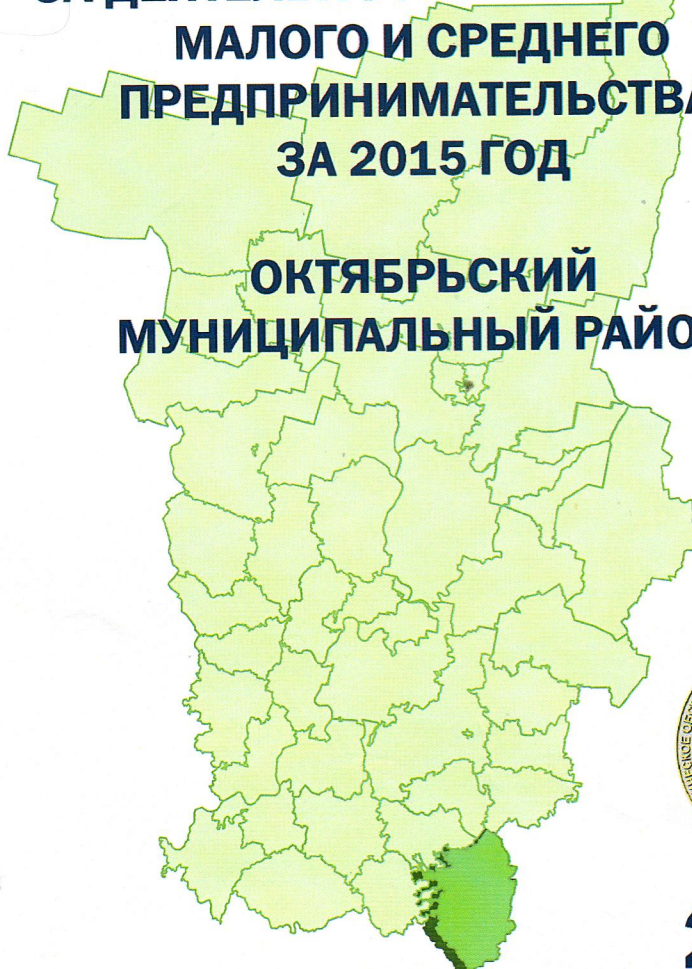 МАЛОГО И СРЕДНЕГО
ПРЕДПРИНИМАТЕЛЬСТВА
ЗА 2015 ГОД
ОКТЯБРЬСКИЙ
МУНИЦИПАЛЬНЫЙ РАЙО